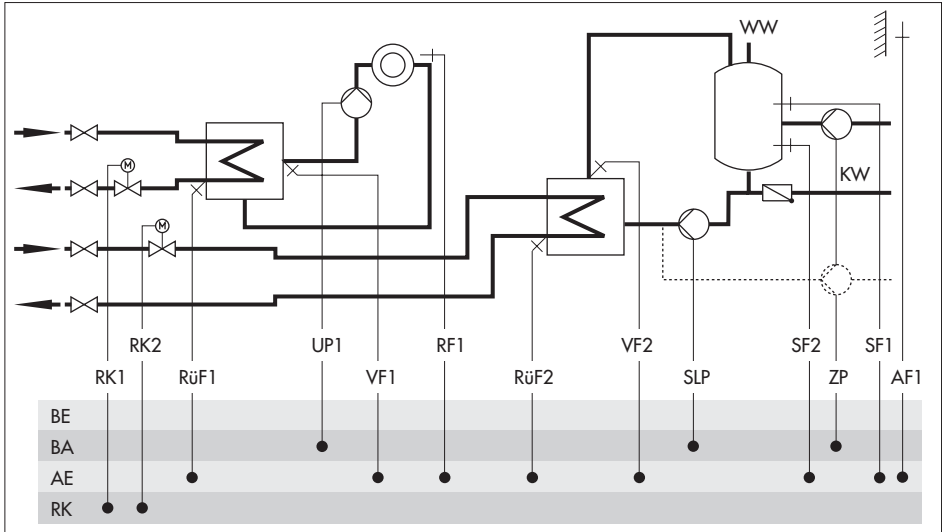 WW
M
KW
M
RK2 UP1 RF1 VF2 SF2 SF1
RK1 RüF1 VF1 RüF2 SLP ZP AF1
BE
BA
AE
RK